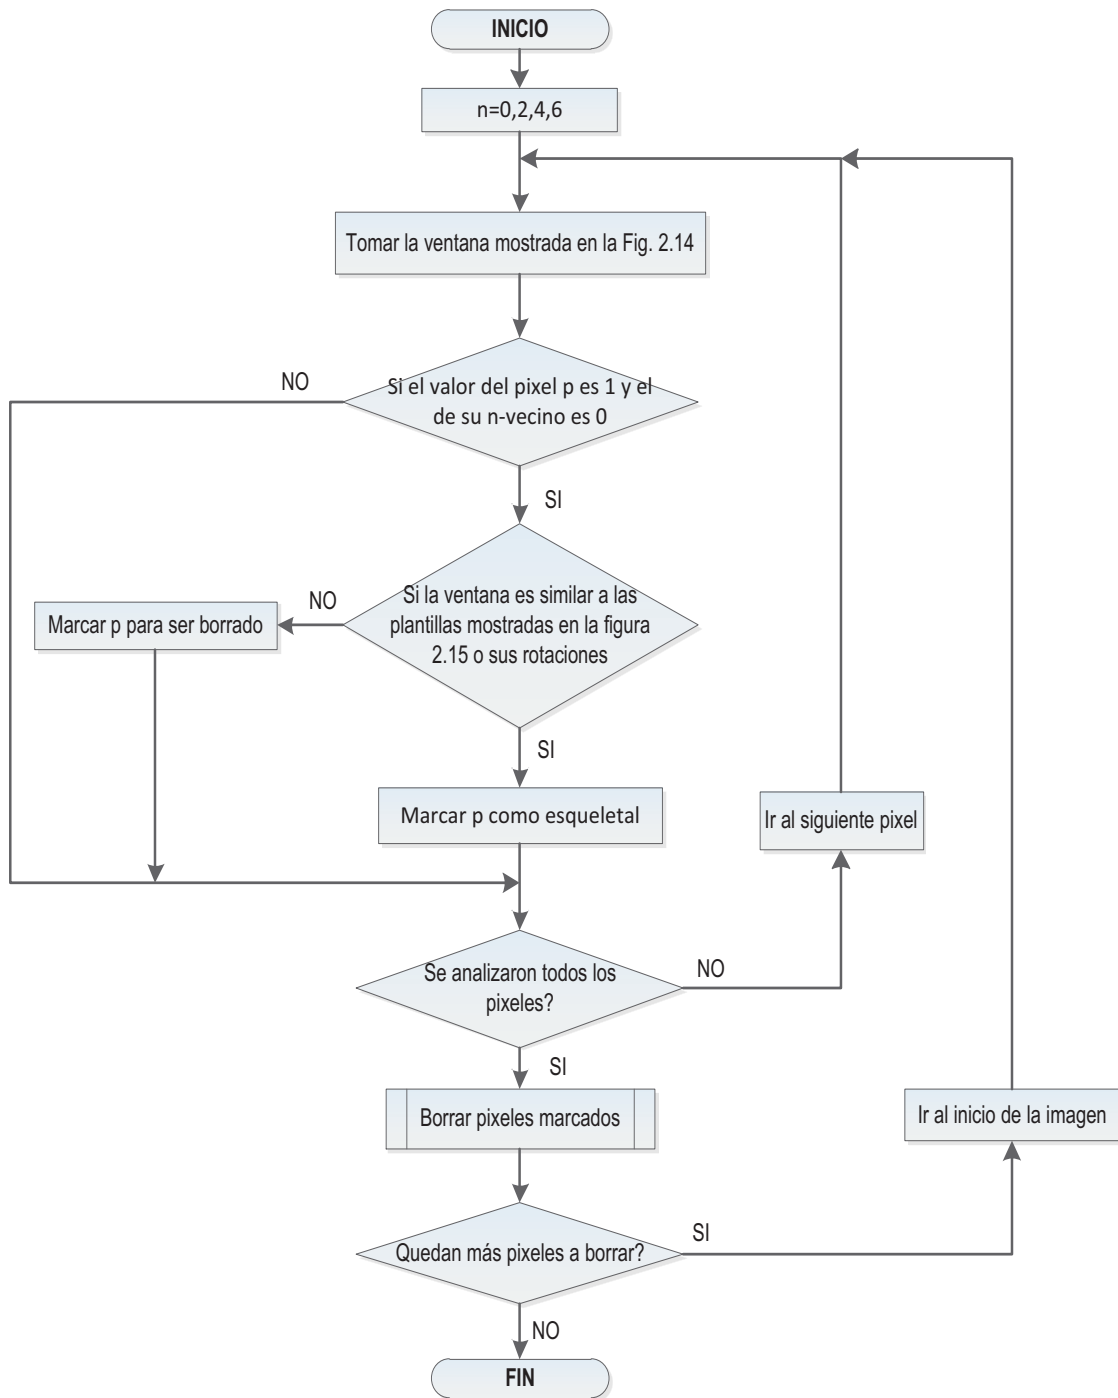 INICIO
n=0,2,4,6
Tomar la ventana mostrada en la Fig. 2.14
NO
Si el valor del pixel p es 1 y el
de su n-vecino es 0
SI
Si la ventana es similar a las
plantillas mostradas en la figura
2.15 o sus rotaciones
NO
Marcar p para ser borrado
SI
Marcar p como esqueletal
Ir al siguiente pixel
Se analizaron todos los
pixeles?
NO
SI
Borrar pixeles marcados
Ir al inicio de la imagen
Quedan más pixeles a borrar?
SI
NO
FIN